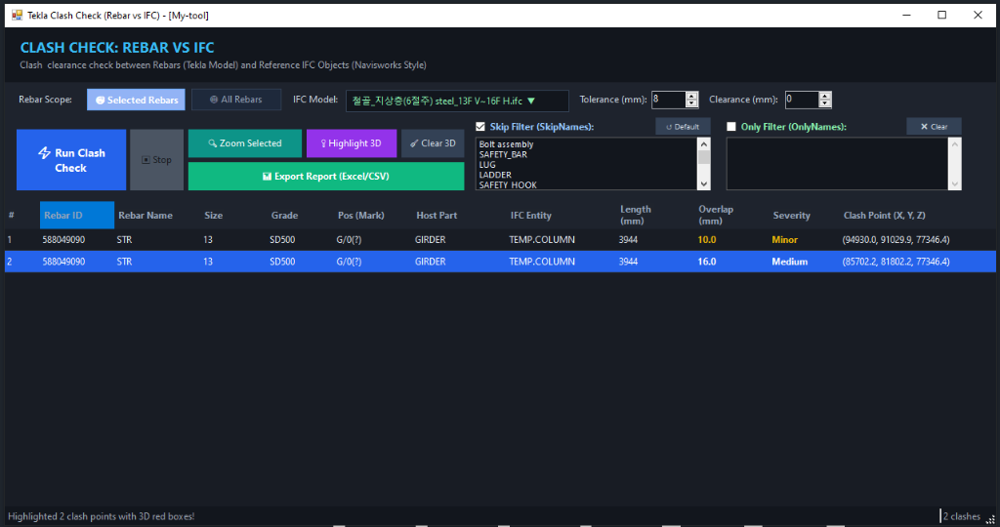 Tekla Clash Check (Rebar vs IFC) - [My-tool]
CLASH CHECK: REBAR VS IFC
Clash clearance check between Rebars (Tekla Model) and Reference IFC Objects (Navisworks Style)
Rebar Scope: Selected Rebars All Rebars IFC Model: 철골_지상층(6절주) steel_13F V~16F H.ifc ▼ Tolerance (mm): 8 Clearance (mm): 0
Run Clash Check
Stop
Zoom Selected Highlight 3D Clear 3D
Export Report (Excel/CSV)
Skip Filter (SkipNames): Default
Bolt assembly
SAFETY_BAR
LUG
LADDER
SAFETY_HOOK
Only Filter (OnlyNames): Clear
# Rebar ID Rebar Name Size Grade Pos (Mark) Host Part IFC Entity Length (mm) Overlap (mm) Severity Clash Point (X, Y, Z)
1 588049090 STR 13 SD500 G/0(?) GIRDER TEMP.COLUMN 3944 10.0 Minor (94930.0, 91029.9, 77346.4)
2 588049090 STR 13 SD500 G/0(?) GIRDER TEMP.COLUMN 3944 16.0 Medium (85702.2, 81802.2, 77346.4)
Highlighted 2 clash points with 3D red boxes! 2 clashes